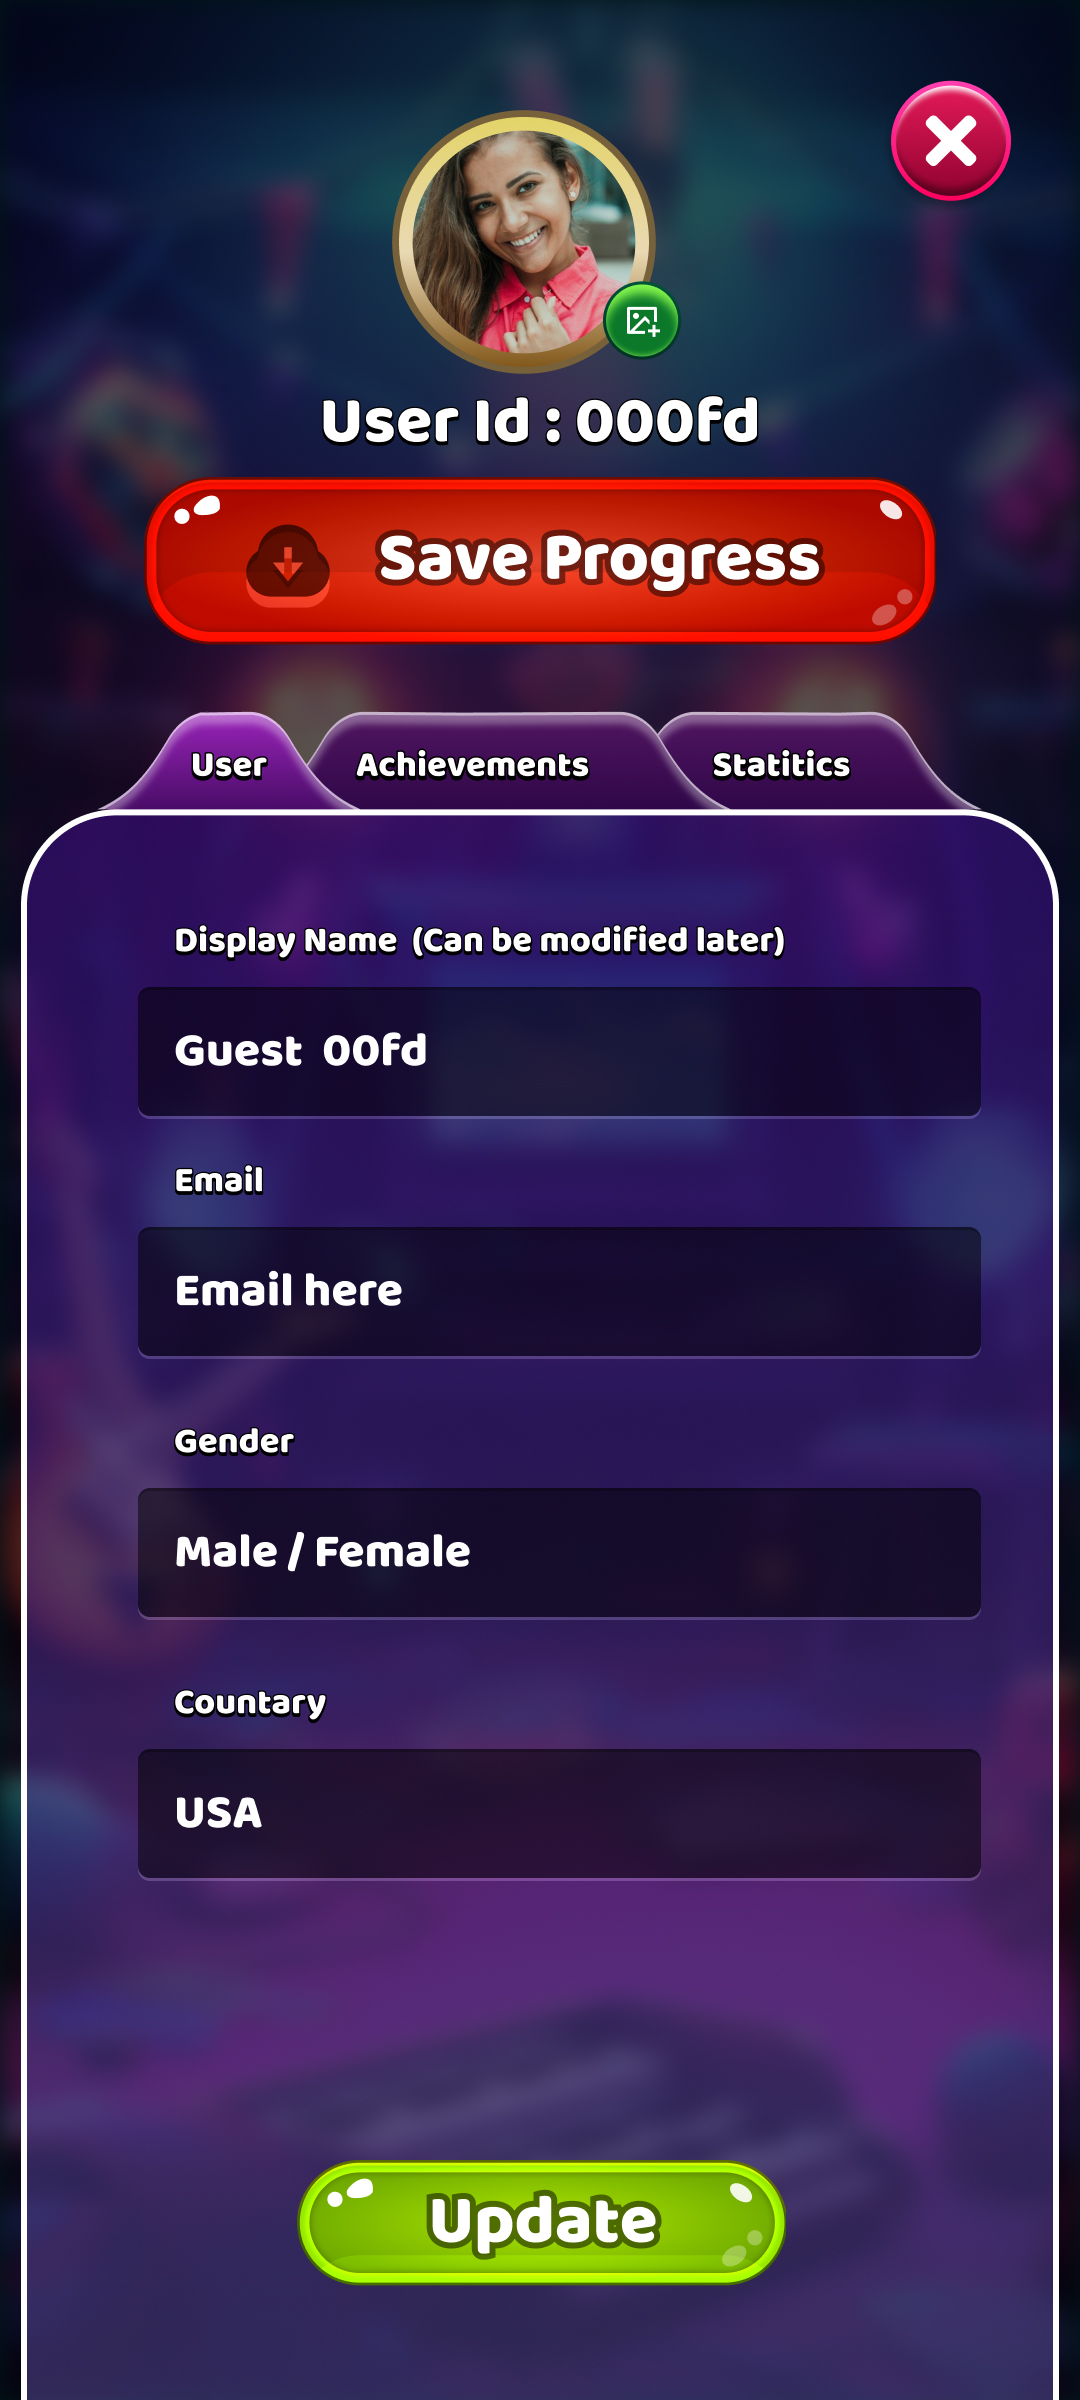 User Id : 000fd
Save Progress
User
Achievements
Statitics
Display Name (Can be modified later)
Guest 00fd
Email
Email here
Gender
Male / Female
Countary
USA
Update